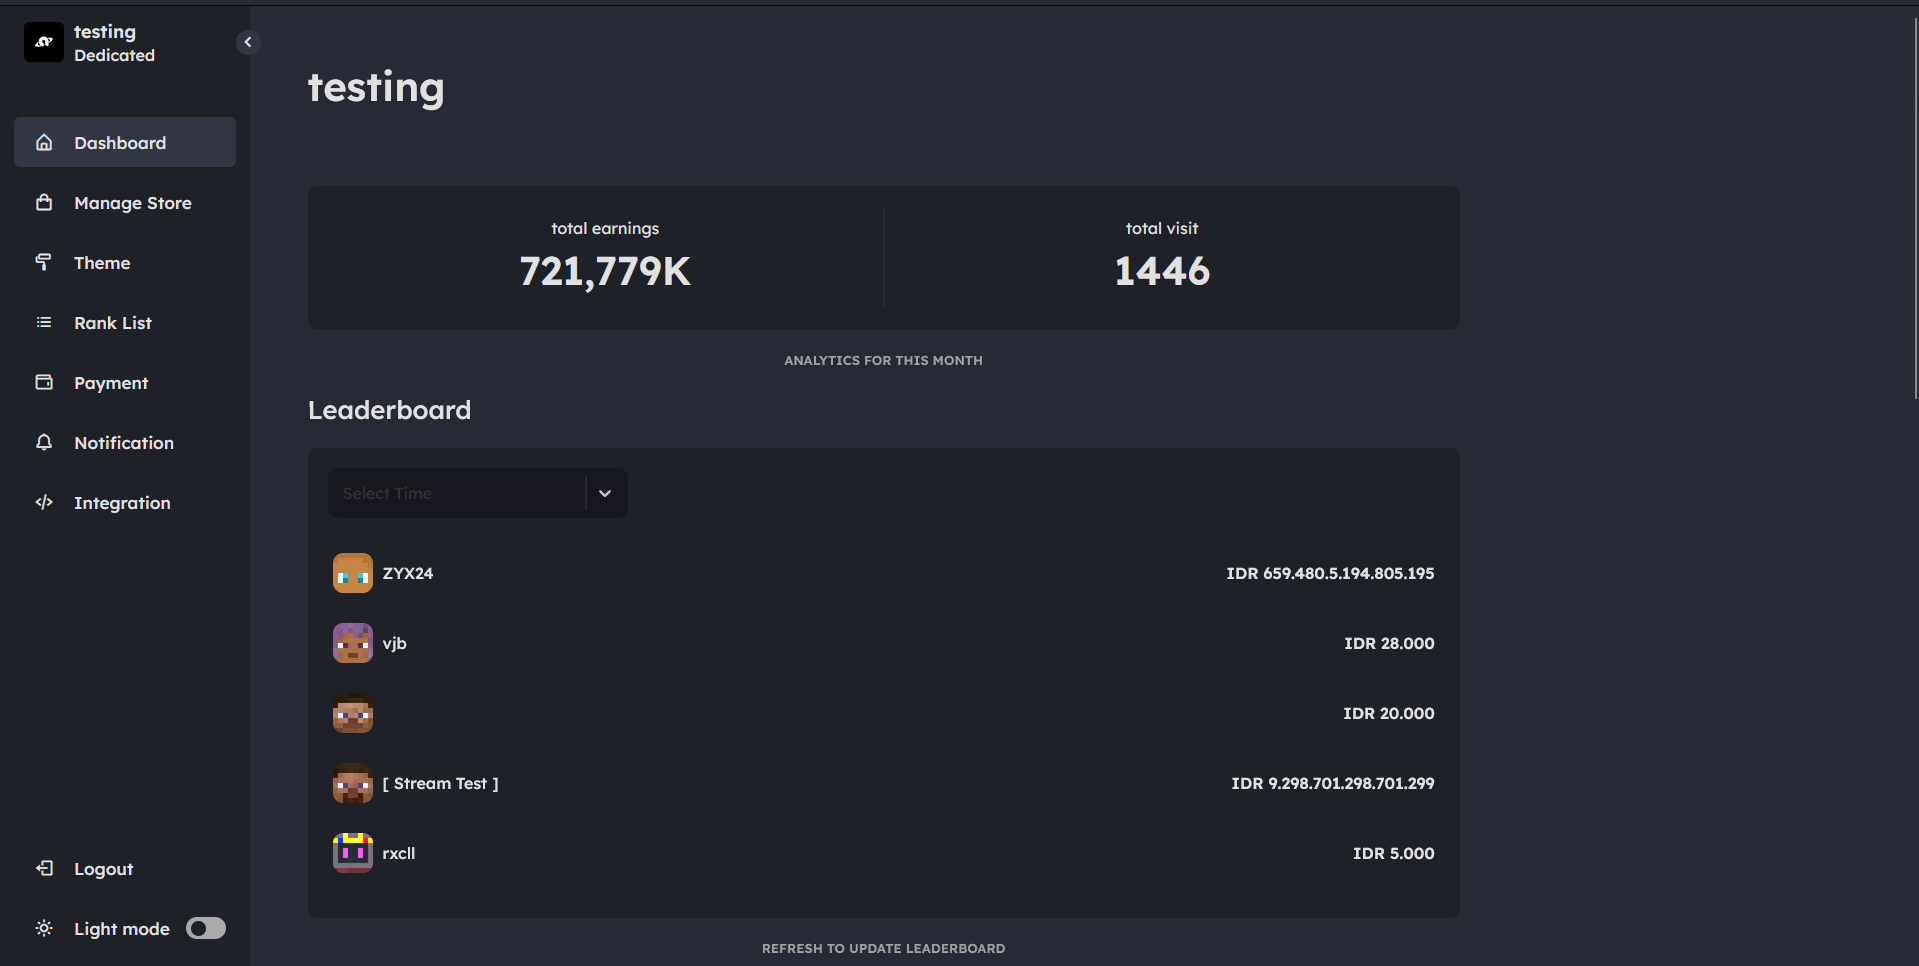 testing
Dedicated
Dashboard
Manage Store
Theme
Rank List
Payment
Notification
Integration
Logout
Light mode
testing
total earnings
721,779K
total visit
1446
ANALYTICS FOR THIS MONTH
Leaderboard
Select Time
ZYX24 IDR 659.480.5.194.805.195
vjb IDR 28.000
IDR 20.000
[ Stream Test ] IDR 9.298.701.298.701.299
rxcll IDR 5.000
REFRESH TO UPDATE LEADERBOARD